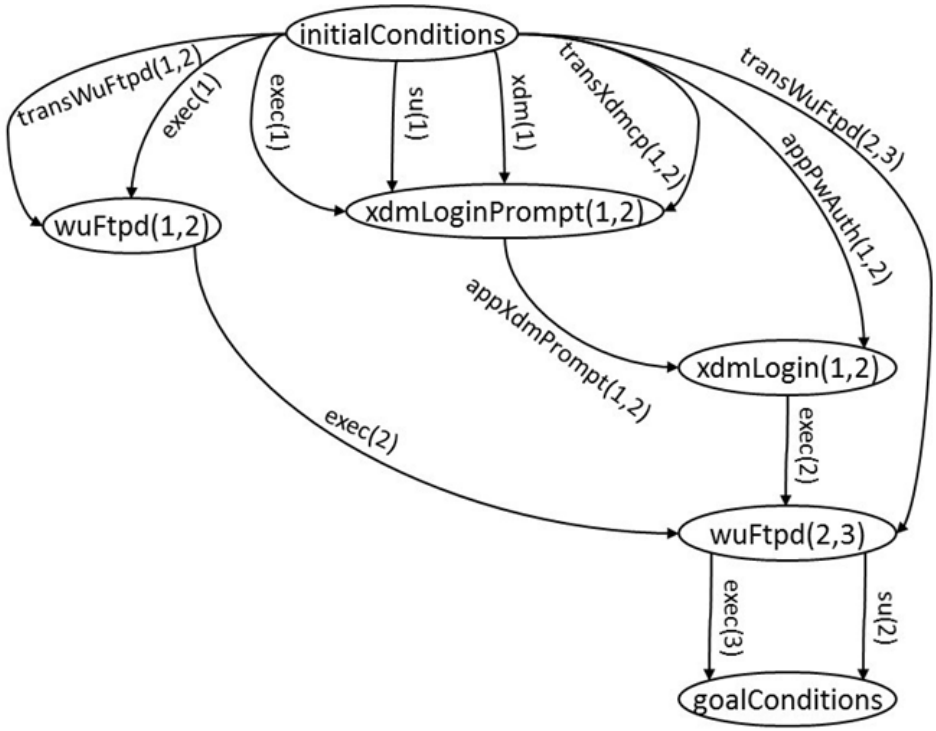 initialConditions
transWuFtpd(1,2)
exec(1)
exec(1)
su(1)
xdm(1)
transXdmcp(1,2)
transWuFtpd(2,3)
appPwAuth(1,2)
wuFtpd(1,2)
xdmLoginPrompt(1,2)
appXdmPrompt(1,2)
xdmLogin(1,2)
exec(2)
exec(2)
wuFtpd(2,3)
exec(3)
su(2)
goalConditions